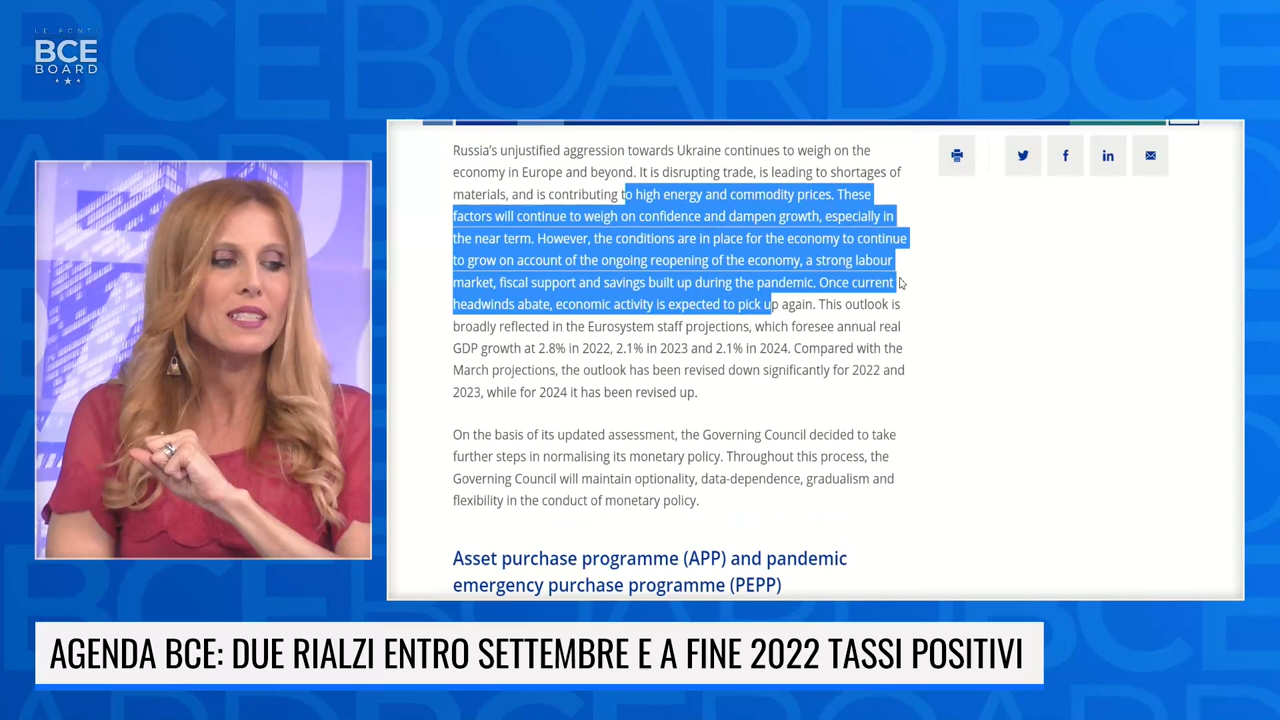 LE FONTI
BCE
BOARD
Russia's unjustified aggression towards Ukraine continues to weigh on the
economy in Europe and beyond. It is disrupting trade, is leading to shortages of
materials, and is contributing to high energy and commodity prices. These
factors will continue to weigh on confidence and dampen growth, especially in
the near term. However, the conditions are in place for the economy to continue
to grow on account of the ongoing reopening of the economy, a strong labour
market, fiscal support and savings built up during the pandemic. Once current
headwinds abate, economic activity is expected to pick up again. This outlook is
broadly reflected in the Eurosystem staff projections, which foresee annual real
GDP growth at 2.8% in 2022, 2.1% in 2023 and 2.1% in 2024. Compared with the
March projections, the outlook has been revised down significantly for 2022 and
2023, while for 2024 it has been revised up.
On the basis of its updated assessment, the Governing Council decided to take
further steps in normalising its monetary policy. Throughout this process, the
Governing Council will maintain optionality, data-dependence, gradualism and
flexibility in the conduct of monetary policy.
Asset purchase programme (APP) and pandemic
emergency purchase programme (PEPP)
AGENDA BCE: DUE RIALZI ENTRO SETTEMBRE E A FINE 2022 TASSI POSITIVI